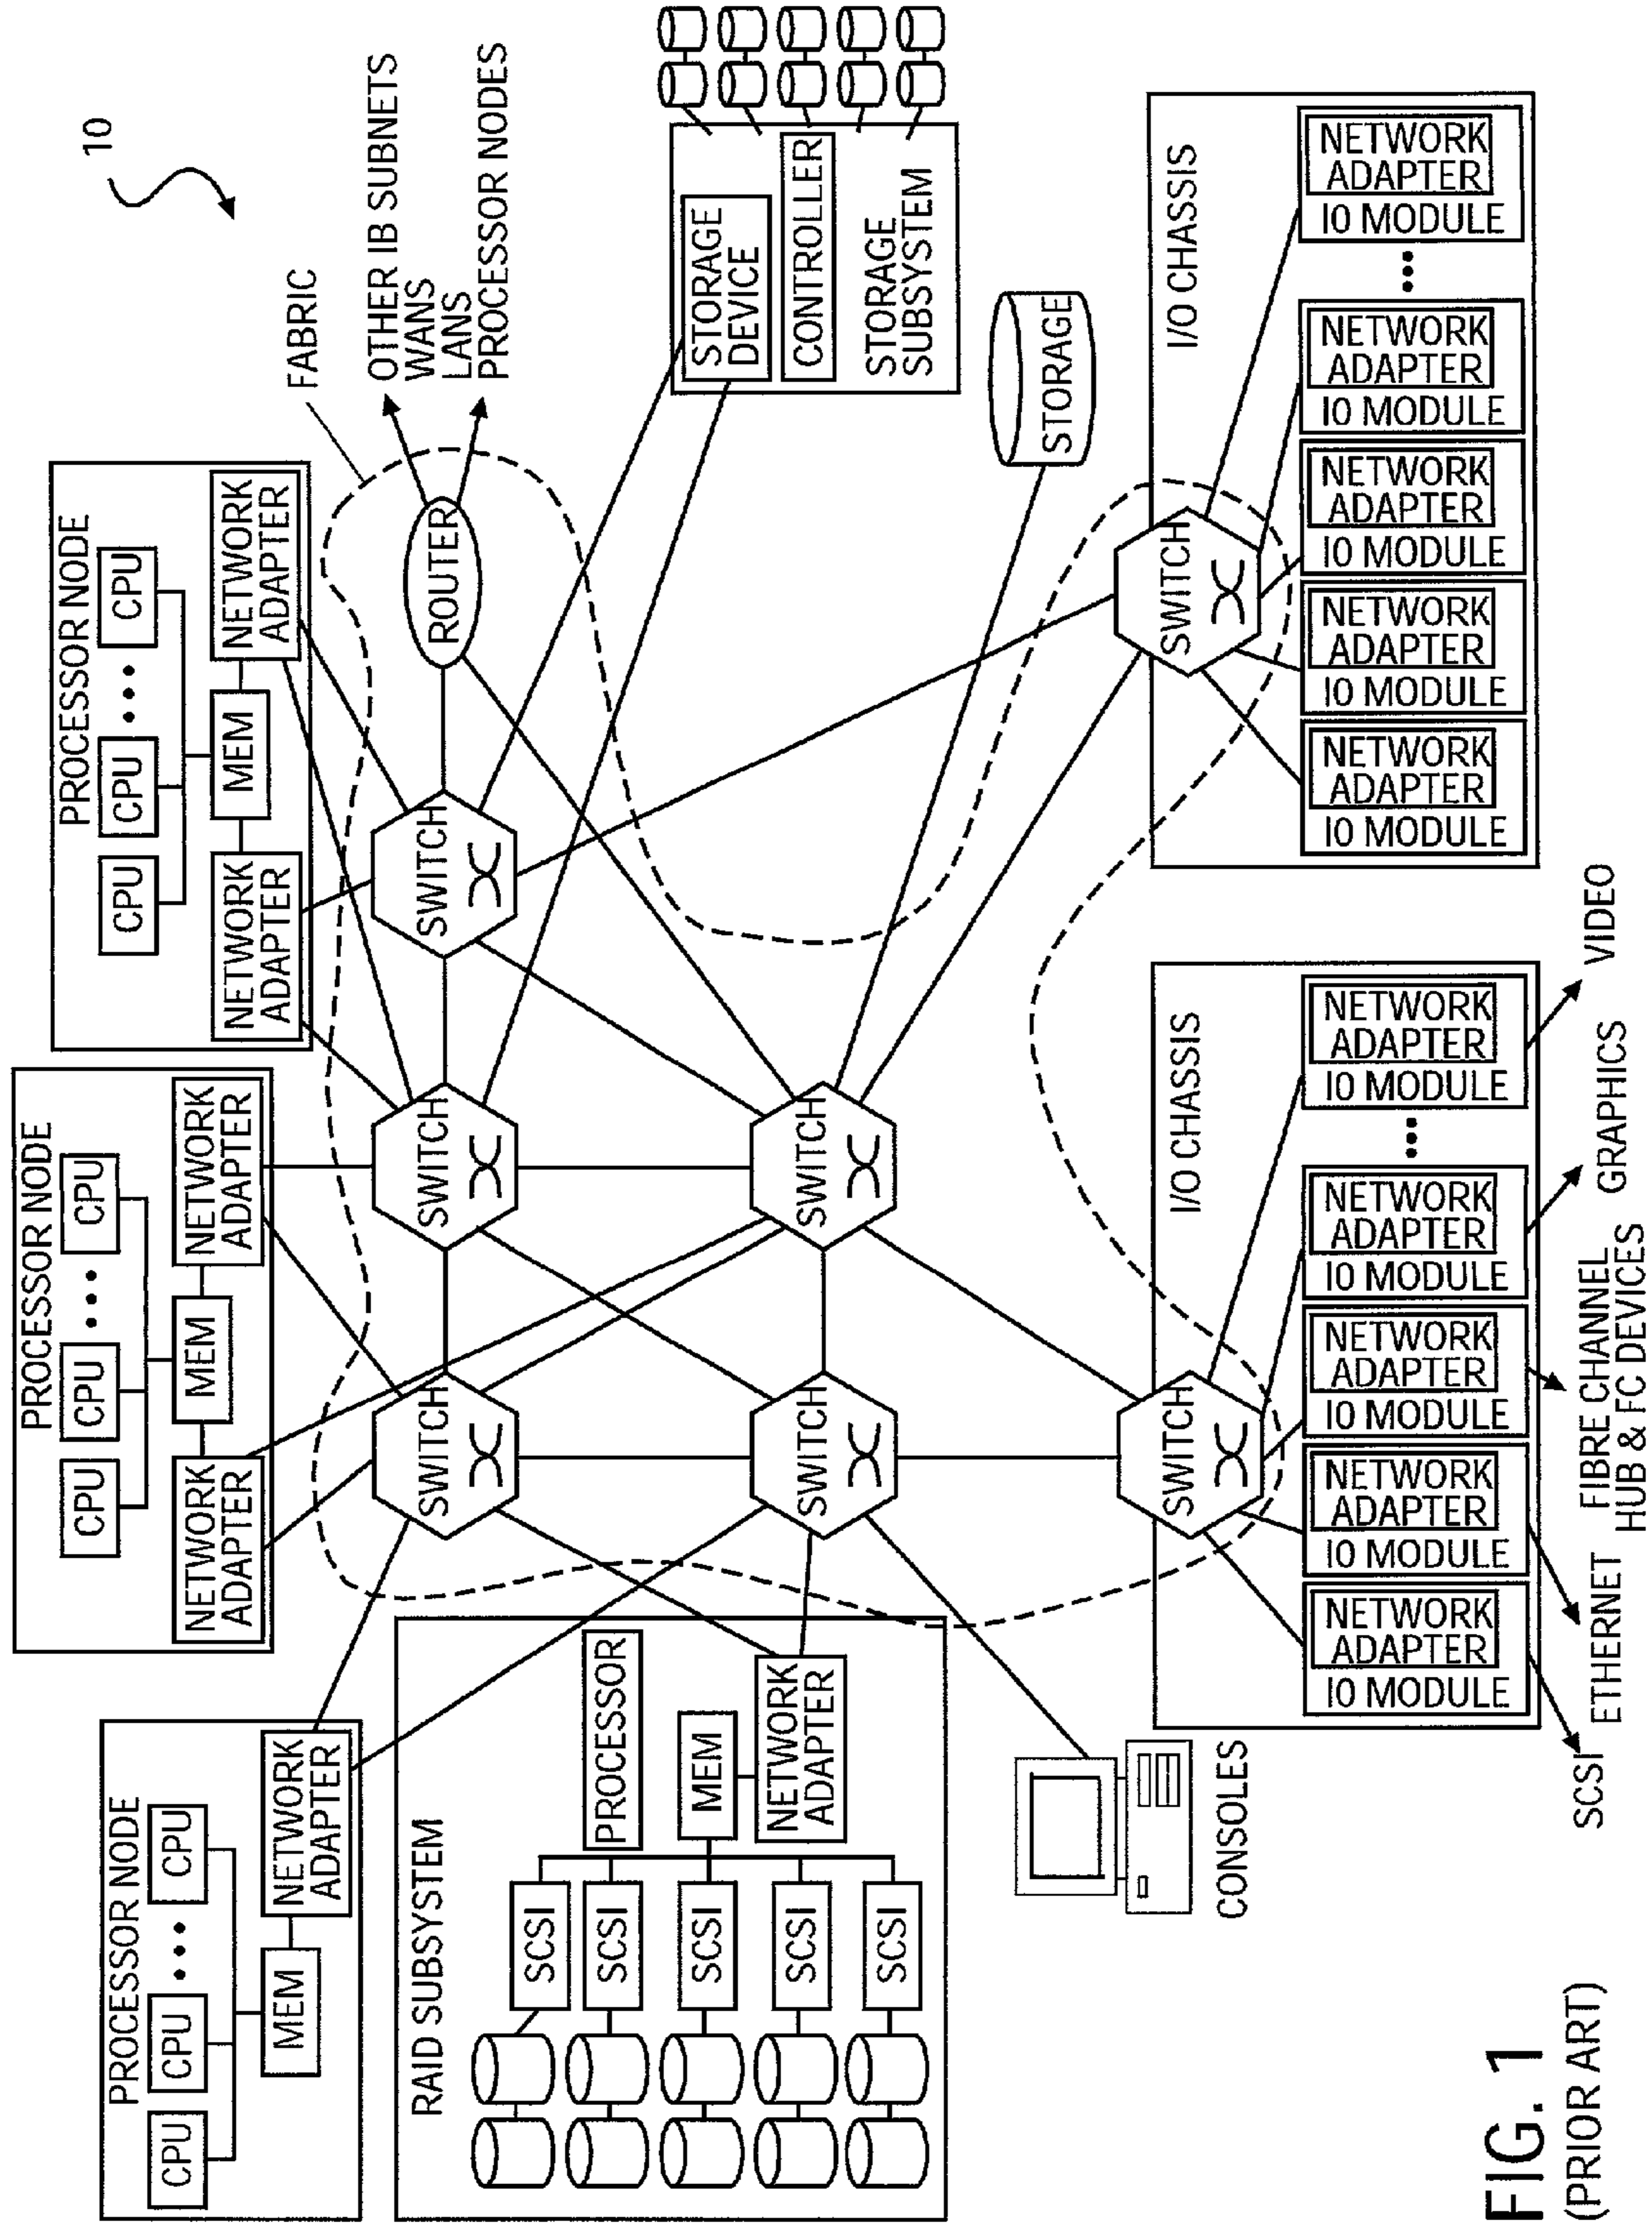 10
PROCESSOR NODE
CPU
CPU
CPU
MEM
NETWORK
ADAPTER
PROCESSOR NODE
CPU
CPU
CPU
NETWORK
ADAPTER
MEM
NETWORK
ADAPTER
PROCESSOR NODE
CPU
CPU
CPU
NETWORK
ADAPTER
MEM
NETWORK
ADAPTER
FABRIC
OTHER IB SUBNETS
WANS
LANS
PROCESSOR NODES
SWITCH
SWITCH
SWITCH
ROUTER
RAID SUBSYSTEM
SCSI
SCSI
SCSI
SCSI
SCSI
PROCESSOR
MEM
NETWORK
ADAPTER
SWITCH
SWITCH
STORAGE
DEVICE
CONTROLLER
STORAGE
SUBSYSTEM
STORAGE
CONSOLES
SWITCH
I/O CHASSIS
NETWORK
ADAPTER
IO MODULE
NETWORK
ADAPTER
IO MODULE
NETWORK
ADAPTER
IO MODULE
NETWORK
ADAPTER
IO MODULE
NETWORK
ADAPTER
IO MODULE
SCSI
ETHERNET
FIBRE CHANNEL
HUB & FC DEVICES
GRAPHICS
VIDEO
SWITCH
I/O CHASSIS
NETWORK
ADAPTER
IO MODULE
NETWORK
ADAPTER
IO MODULE
NETWORK
ADAPTER
IO MODULE
NETWORK
ADAPTER
IO MODULE
NETWORK
ADAPTER
IO MODULE
FIG. 1
(PRIOR ART)